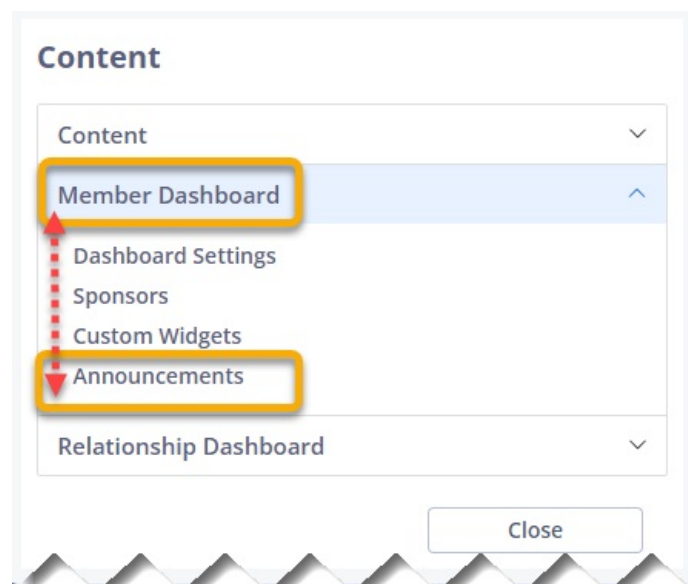 Content
Content
Member Dashboard
Dashboard Settings
Sponsors
Custom Widgets
Announcements
Relationship Dashboard
Close